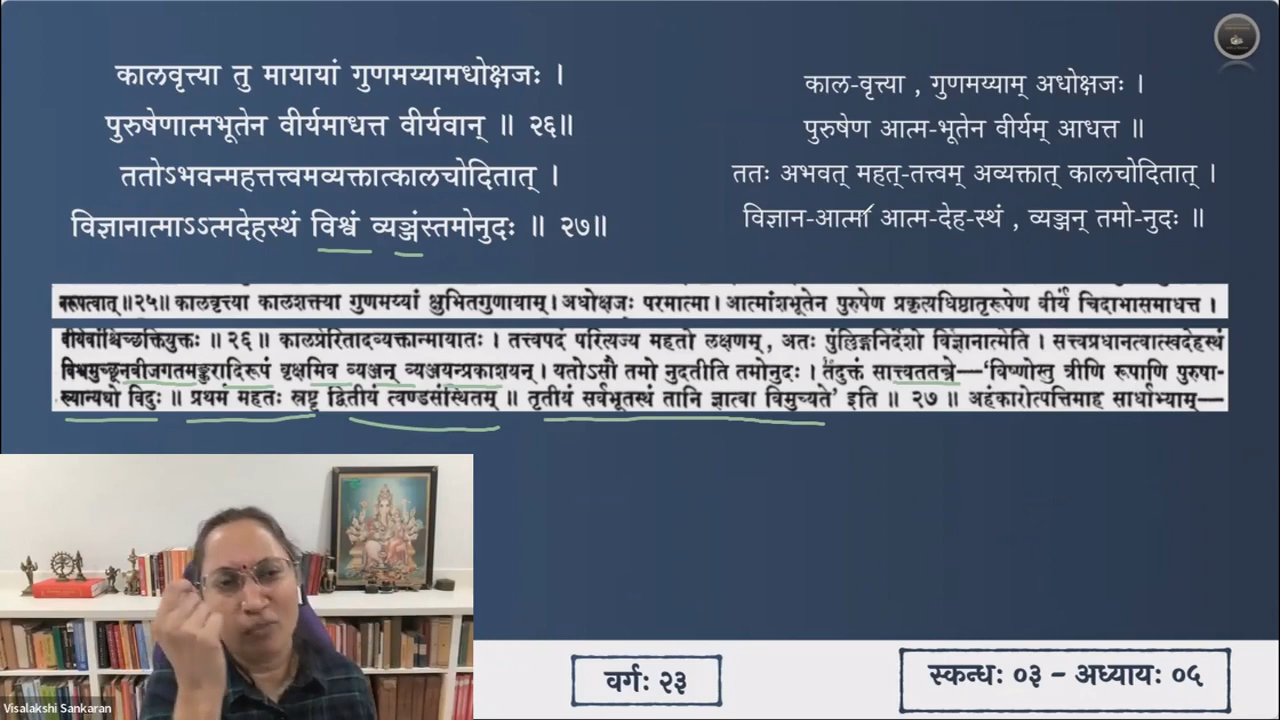 कालवृत्त्या तु मायायां गुणमय्यामधोक्षजः ।
पुरुषेणात्मभूतेन वीर्यमाधत्त वीर्यवान् ॥ २६॥
ततोऽभवन्महत्तत्त्वमव्यक्तात्कालचोदितात् ।
विज्ञानात्माऽऽत्मदेहस्थं विश्वं व्यञ्जंस्तमोनुदः ॥ २७॥
काल-वृत्त्या , गुणमय्याम् अधोक्षजः ।
पुरुषेण आत्म-भूतेन वीर्यम् आधत्त ॥
ततः अभवत् महत्-तत्त्वम् अव्यक्तात् कालचोदितात् ।
विज्ञान-आत्मा आत्म-देह-स्थं , व्यञ्जन् तमो-नुदः ॥
॥२५॥ कालवृत्त्या कालशक्त्या गुणमय्यां क्षुभितगुणायाम् । अधोक्षजः परमात्मा । आत्मांशभूतेन पुरुषेण प्रकृत्यधिष्ठातृरूपेण वीर्यं चिदाभासमाधत्त ।
वीर्यवांश्चिच्छक्तियुक्तः ॥ २६ ॥ कालप्रेरितादव्यक्तान्मायातः । तत्त्वपदं परित्यज्य महतो लक्षणम्, अतः पुंल्लिङ्गनिर्देशो विज्ञानात्मेति । सत्त्वप्रधानत्वात्स्वदेहस्थं
विश्वमुच्छूनबीजगतमङ्कुरादिरूपं वृक्षमिव व्यञ्जन् व्यञ्जयन्प्रकाशयन् । यतोऽसौ तमो नुदतीति तमोनुदः । तदुक्तं सात्त्वततन्त्रे—‘विष्णोस्तु त्रीणि रूपाणि पुरुषा-
ख्यान्यथो विदुः ॥ प्रथमं महतः स्रष्टृ द्वितीयं त्वण्डसंस्थितम् ॥ तृतीयं सर्वभूतस्थं तानि ज्ञात्वा विमुच्यते’ इति ॥ २७ ॥ अहंकारोत्पत्तिमाह सार्धाभ्याम्—
वर्गः २३
स्कन्धः ०३ – अध्यायः ०५
Visalakshi Sankaran